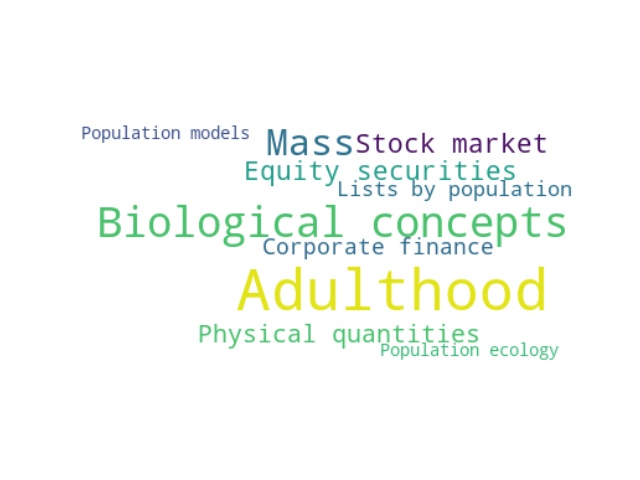 Population models
Mass
Stock market
Equity securities
Lists by population
Biological concepts
Corporate finance
Adulthood
Physical quantities
Population ecology